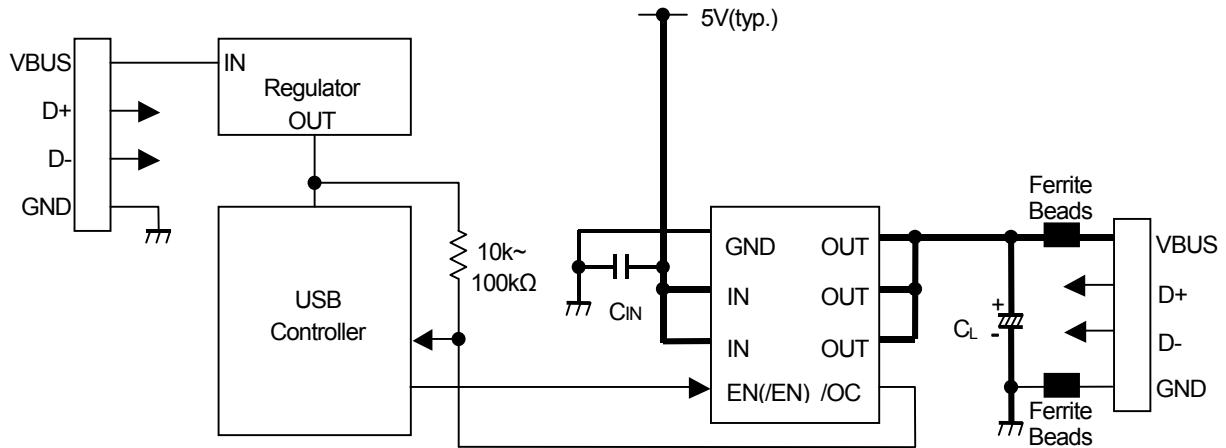 5V(typ.)
VBUS
D+
D-
GND
IN
Regulator
OUT
10k~
100kΩ
USB
Controller
CIN
GND
IN
IN
EN(/EN)
OUT
OUT
OUT
/OC
+
-
CL
Ferrite
Beads
VBUS
D+
D-
GND
Ferrite
Beads